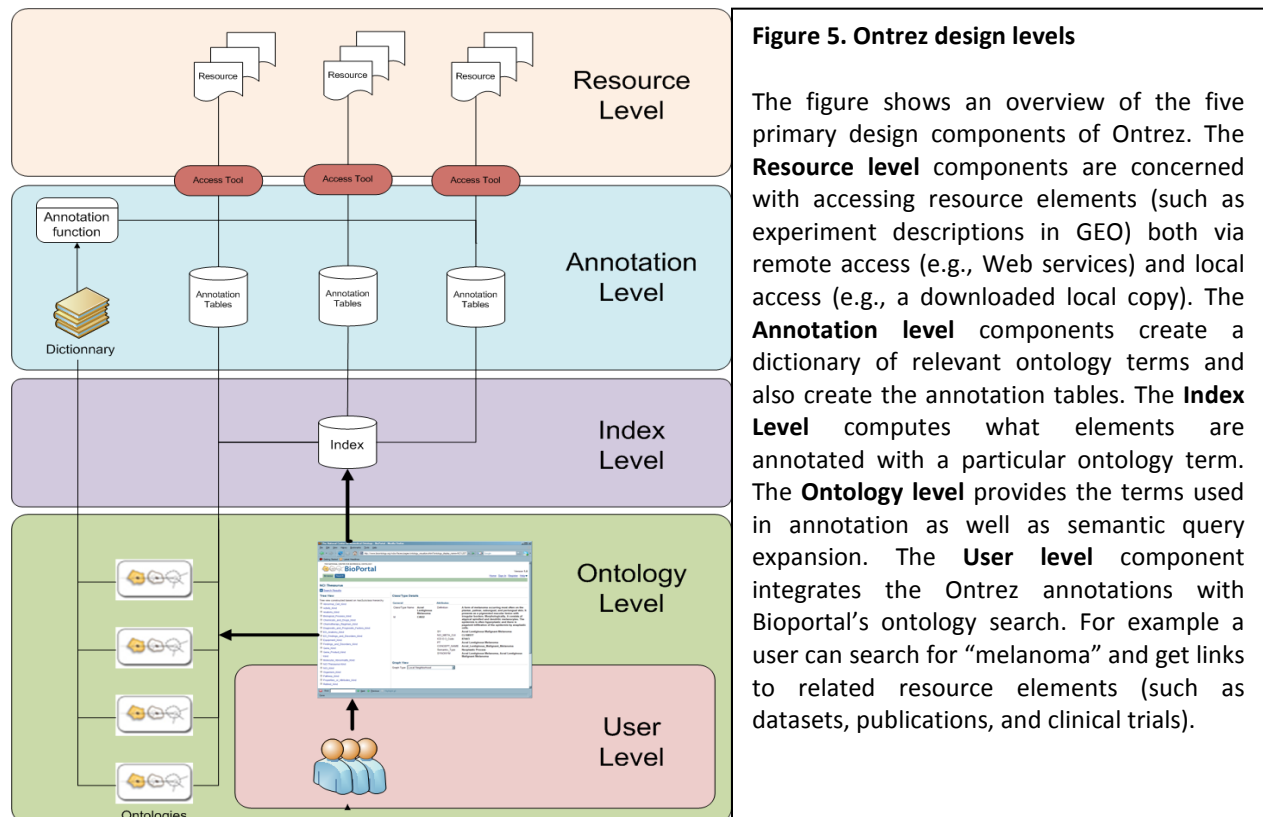 Resource
Resource
Resource
Resource
Level
Access Tool
Access Tool
Access Tool
Annotation
function
Annotation
Tables
Annotation
Tables
Annotation
Tables
Annotation
Level
Dictionnary
Index
Index
Level
BioPortal
Ontology
Level
User
Level
Ontologies
Figure 5. Ontrez design levels
The figure shows an overview of the five
primary design components of Ontrez. The
Resource level components are concerned
with accessing resource elements (such as
experiment descriptions in GEO) both via
remote access (e.g., Web services) and local
access (e.g., a downloaded local copy). The
Annotation level components create a
dictionary of relevant ontology terms and
also create the annotation tables. The Index
Level computes what elements are
annotated with a particular ontology term.
The Ontology level provides the terms used
in annotation as well as semantic query
expansion. The User level component
integrates the Ontrez annotations with
Bioportal's ontology search. For example a
user can search for “melanoma” and get links
to related resource elements (such as
datasets, publications, and clinical trials).